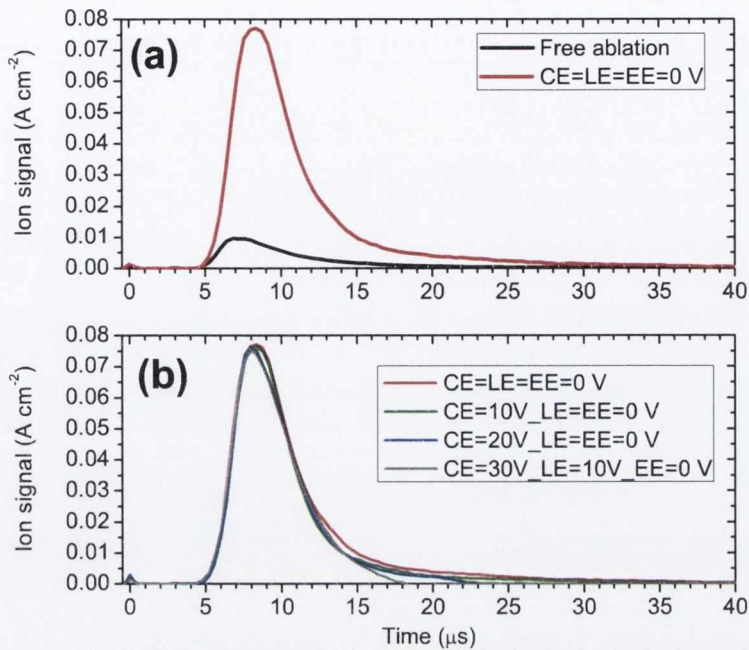 (a)
Free ablation
CE=LE=EE=0 V
Ion signal (A cm-2)
0.08
0.07
0.06
0.05
0.04
0.03
0.02
0.01
0.00
0 5 10 15 20 25 30 35 40
(b)
CE=LE=EE=0 V
CE=10V_LE=EE=0 V
CE=20V_LE=EE=0 V
CE=30V_LE=10V_EE=0 V
Ion signal (A cm-2)
0.08
0.07
0.06
0.05
0.04
0.03
0.02
0.01
0.00
0 5 10 15 20 25 30 35 40
Time (μs)